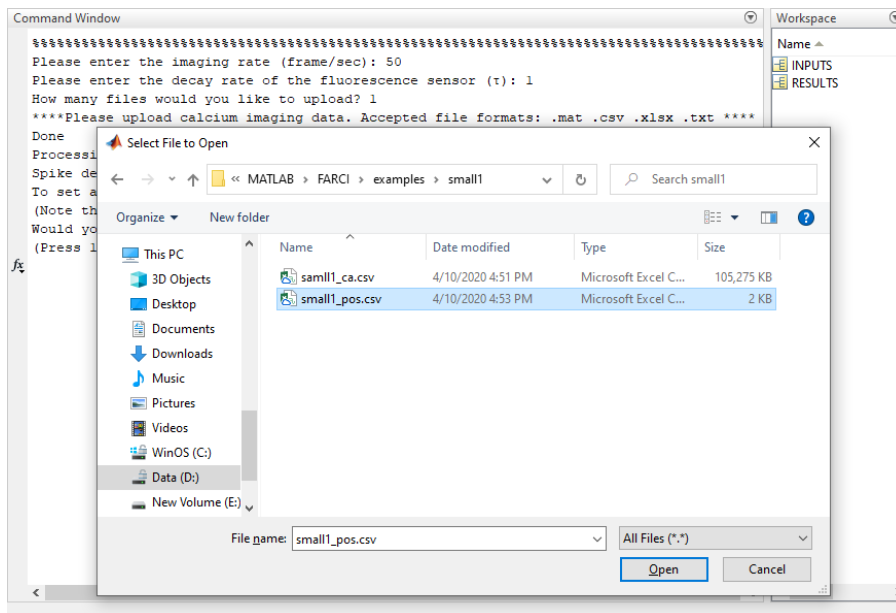 Command Window
Workspace
%%%%%%%%%%%%%%%%%%%%%%%%%%%%%%%%%%%%%%%%%%%%%%%%%%%%%%%%%%%%%%%%%%%%%%%%%%%%%%%%%%%%%%%%%%
Please enter the imaging rate (frame/sec): 50
Please enter the decay rate of the fluorescence sensor (τ): 1
How many files would you like to upload? 1
****Please upload calcium imaging data. Accepted file formats: .mat .csv .xlsx .txt ****
Done
Processi
Spike de
To set a
(Note th
Would yo
(Press 1
fx
Name
INPUTS
RESULTS
Select File to Open
« MATLAB › FARCI › examples › small1
Search small1
Organize
New folder
This PC
3D Objects
Desktop
Documents
Downloads
Music
Pictures
Videos
WinOS (C:)
Data (D:)
New Volume (E:)
Name Date modified Type Size
samll1_ca.csv 4/10/2020 4:51 PM Microsoft Excel C... 105,275 KB
small1_pos.csv 4/10/2020 4:53 PM Microsoft Excel C... 2 KB
File name: small1_pos.csv
All Files (*.*)
Open
Cancel